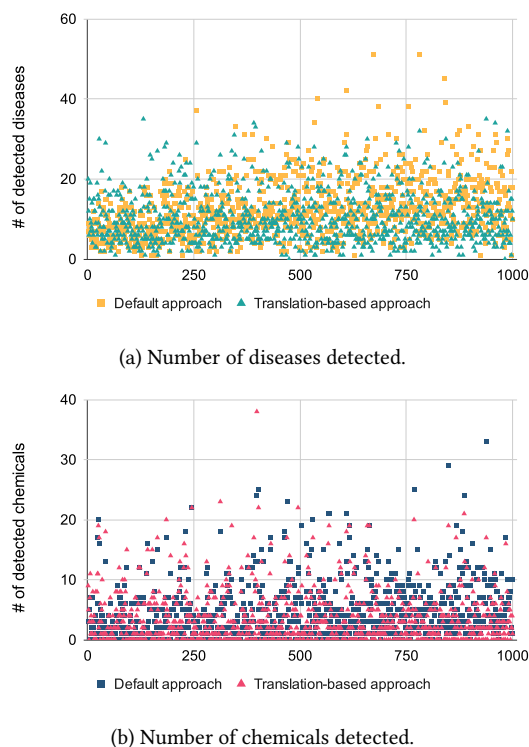 60
40
20
0
# of detected diseases
0 250 500 750 1000
Default approach Translation-based approach
(a) Number of diseases detected.
40
30
20
10
0
# of detected chemicals
0 250 500 750 1000
Default approach Translation-based approach
(b) Number of chemicals detected.